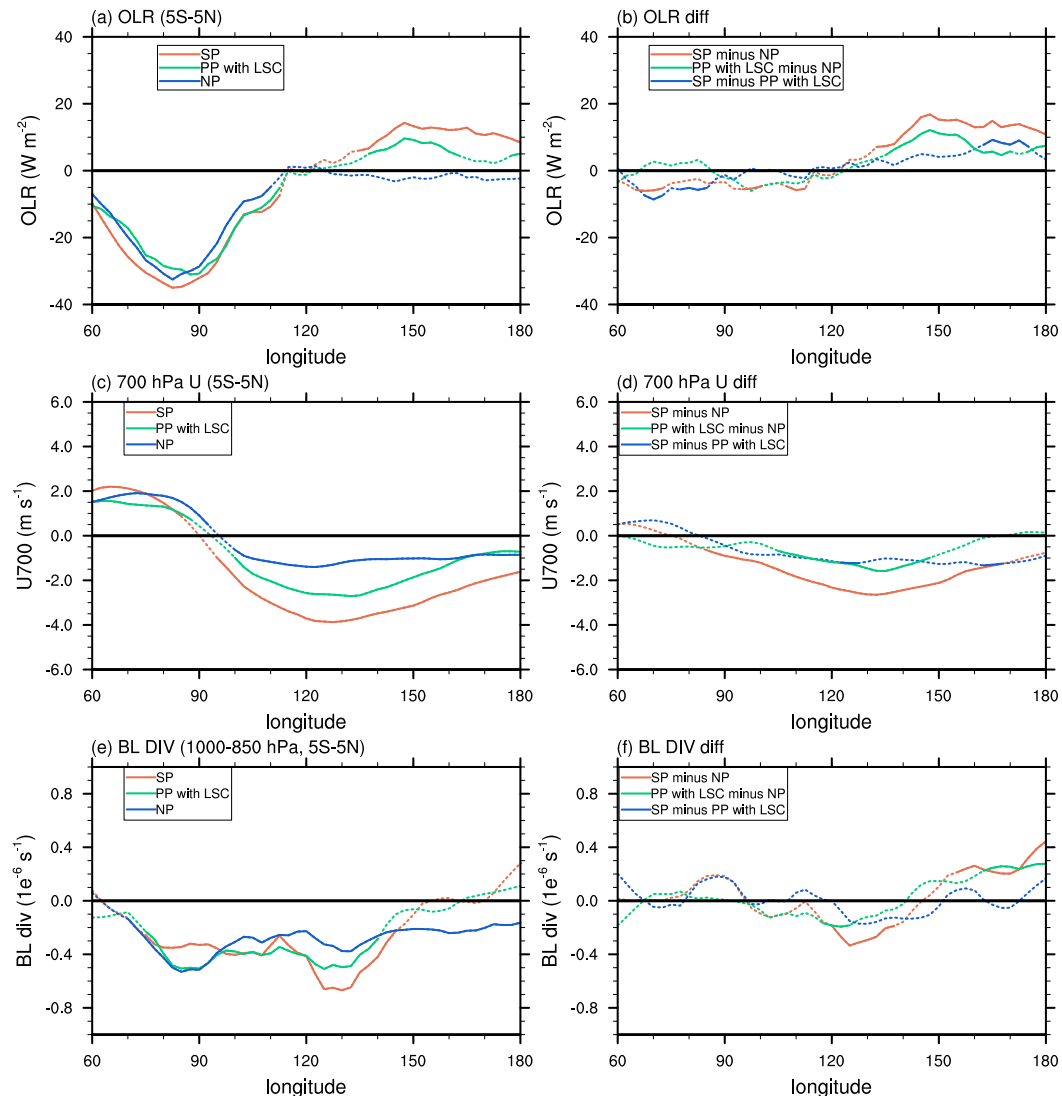 (a) OLR (5S-5N)
SP
PP with LSC
NP
OLR (W m-2)
40
20
0
-20
-40
60 90 120 150 180
longitude
(b) OLR diff
SP minus NP
PP with LSC minus NP
SP minus PP with LSC
OLR (W m-2)
40
20
0
-20
-40
60 90 120 150 180
longitude
(c) 700 hPa U (5S-5N)
SP
PP with LSC
NP
U700 (m s-1)
6.0
4.0
2.0
0.0
-2.0
-4.0
-6.0
60 90 120 150 180
longitude
(d) 700 hPa U diff
SP minus NP
PP with LSC minus NP
SP minus PP with LSC
U700 (m s-1)
6.0
4.0
2.0
0.0
-2.0
-4.0
-6.0
60 90 120 150 180
longitude
(e) BL DIV (1000-850 hPa, 5S-5N)
SP
PP with LSC
NP
BL div (1e-6 s-1)
0.8
0.4
0.0
-0.4
-0.8
60 90 120 150 180
longitude
(f) BL DIV diff
SP minus NP
PP with LSC minus NP
SP minus PP with LSC
BL div (1e-6 s-1)
0.8
0.4
0.0
-0.4
-0.8
60 90 120 150 180
longitude